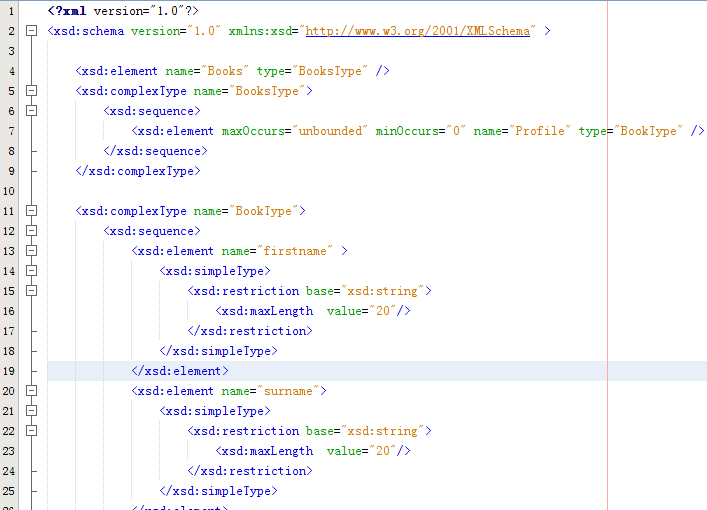 1 <?xml version="1.0"?>
2 <xsd:schema version="1.0" xmlns:xsd="http://www.w3.org/2001/XMLSchema" >
3
4 <xsd:element name="Books" type="BooksType" />
5 <xsd:complexType name="BooksType">
6 <xsd:sequence>
7 <xsd:element maxOccurs="unbounded" minOccurs="0" name="Profile" type="BookType" />
8 </xsd:sequence>
9 </xsd:complexType>
10
11 <xsd:complexType name="BookType">
12 <xsd:sequence>
13 <xsd:element name="firstname" >
14 <xsd:simpleType>
15 <xsd:restriction base="xsd:string">
16 <xsd:maxLength  value="20"/>
17 </xsd:restriction>
18 </xsd:simpleType>
19 </xsd:element>
20 <xsd:element name="surname">
21 <xsd:simpleType>
22 <xsd:restriction base="xsd:string">
23 <xsd:maxLength  value="20"/>
24 </xsd:restriction>
25 </xsd:simpleType>
26 </xsd:element>